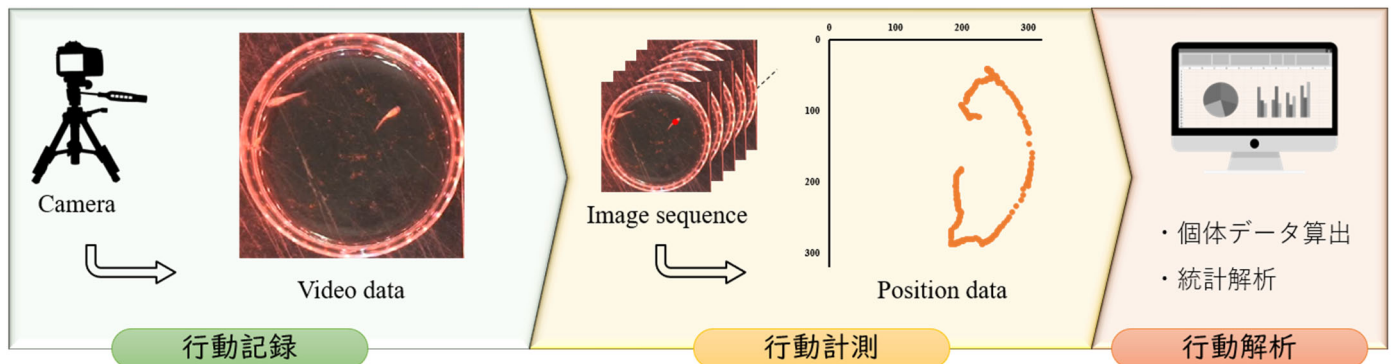 Camera
Video data
行動記録
Image sequence
0 100 200 300
0
100
200
300
Position data
行動計測
・個体データ算出
・統計解析
行動解析